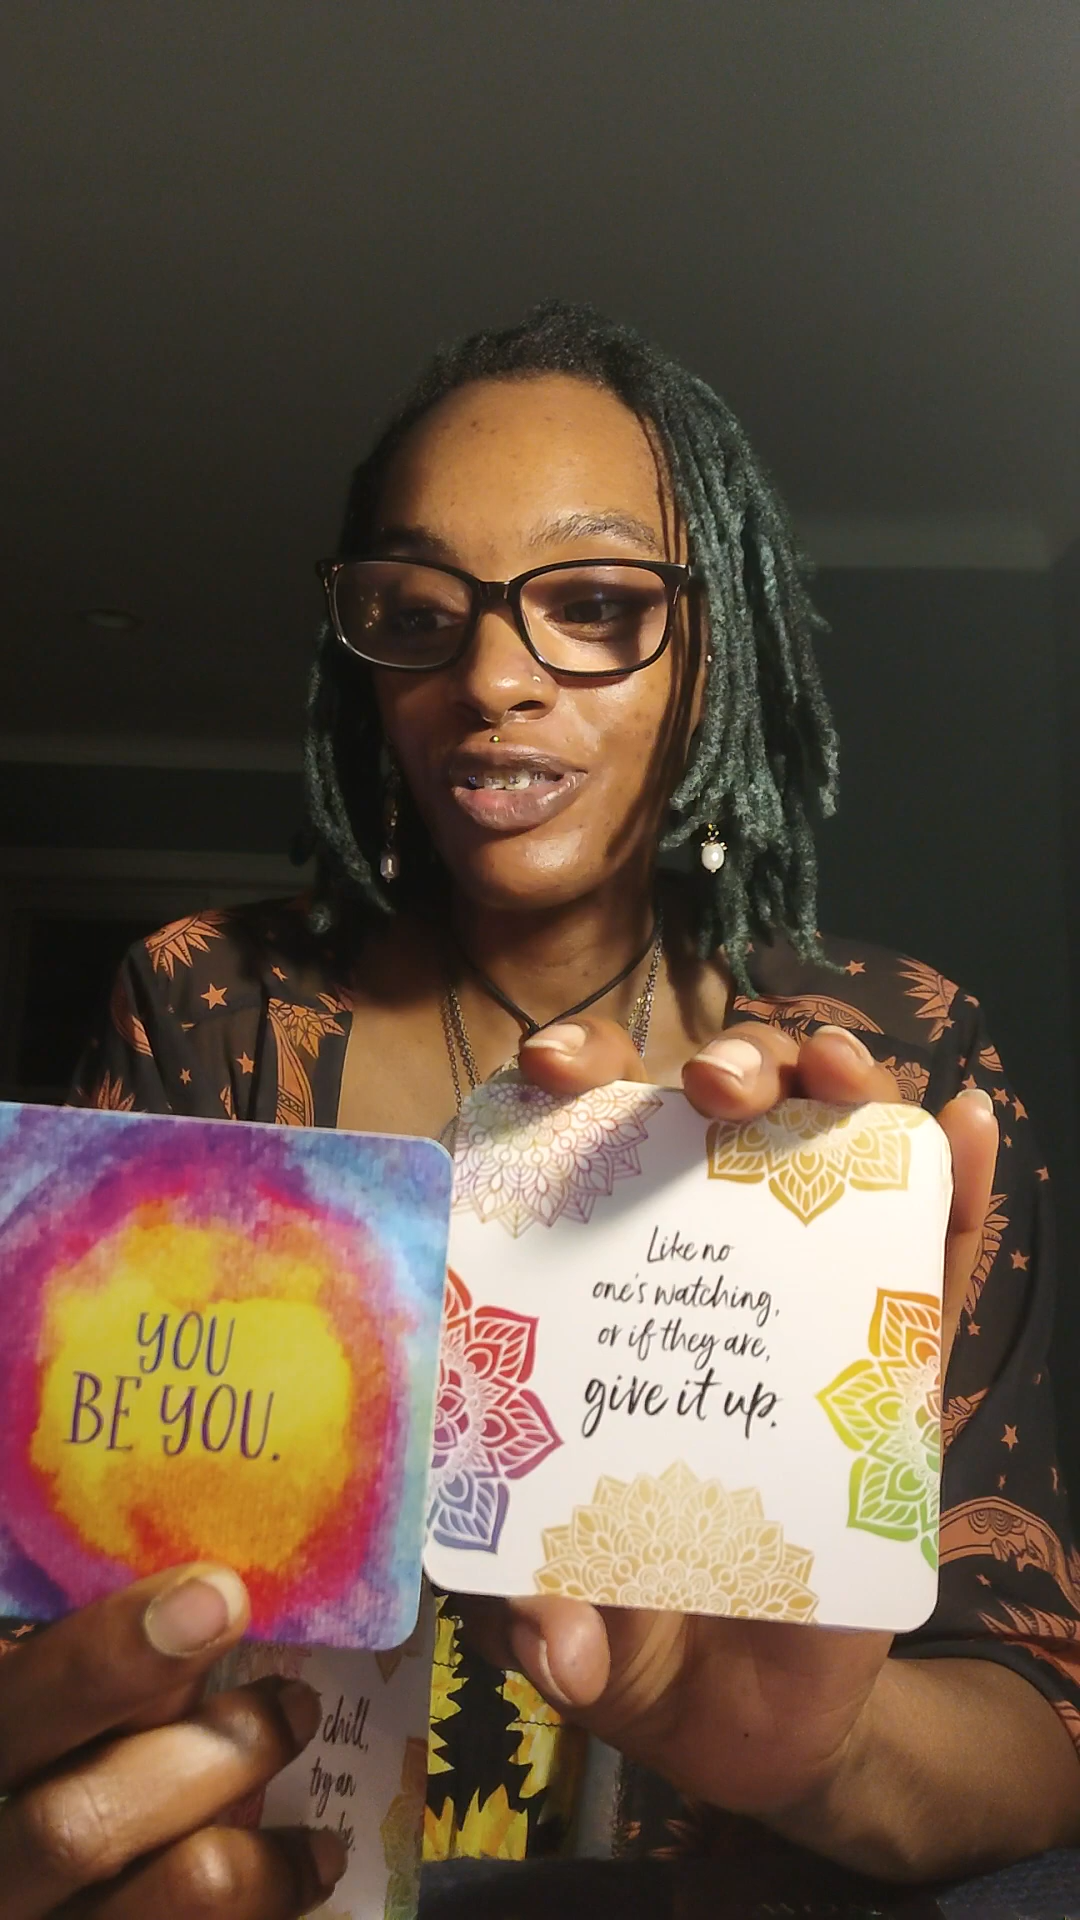 YOU
BE YOU.
Like no
one's watching,
or if they are,
give it up.
chill,
try an